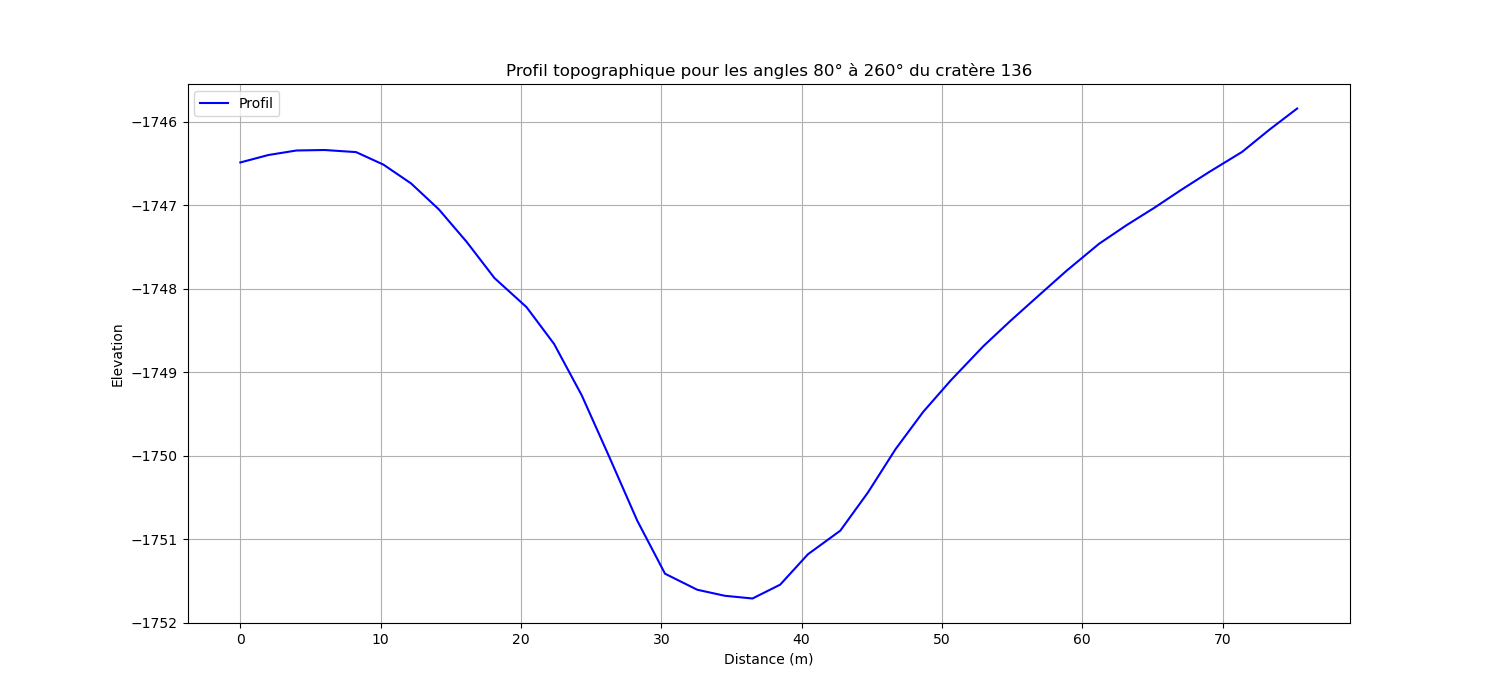 Profil topographique pour les angles 80° à 260° du cratère 136
Profil
−1746
−1747
−1748
−1749
−1750
−1751
−1752
Elevation
0 10 20 30 40 50 60 70
Distance (m)